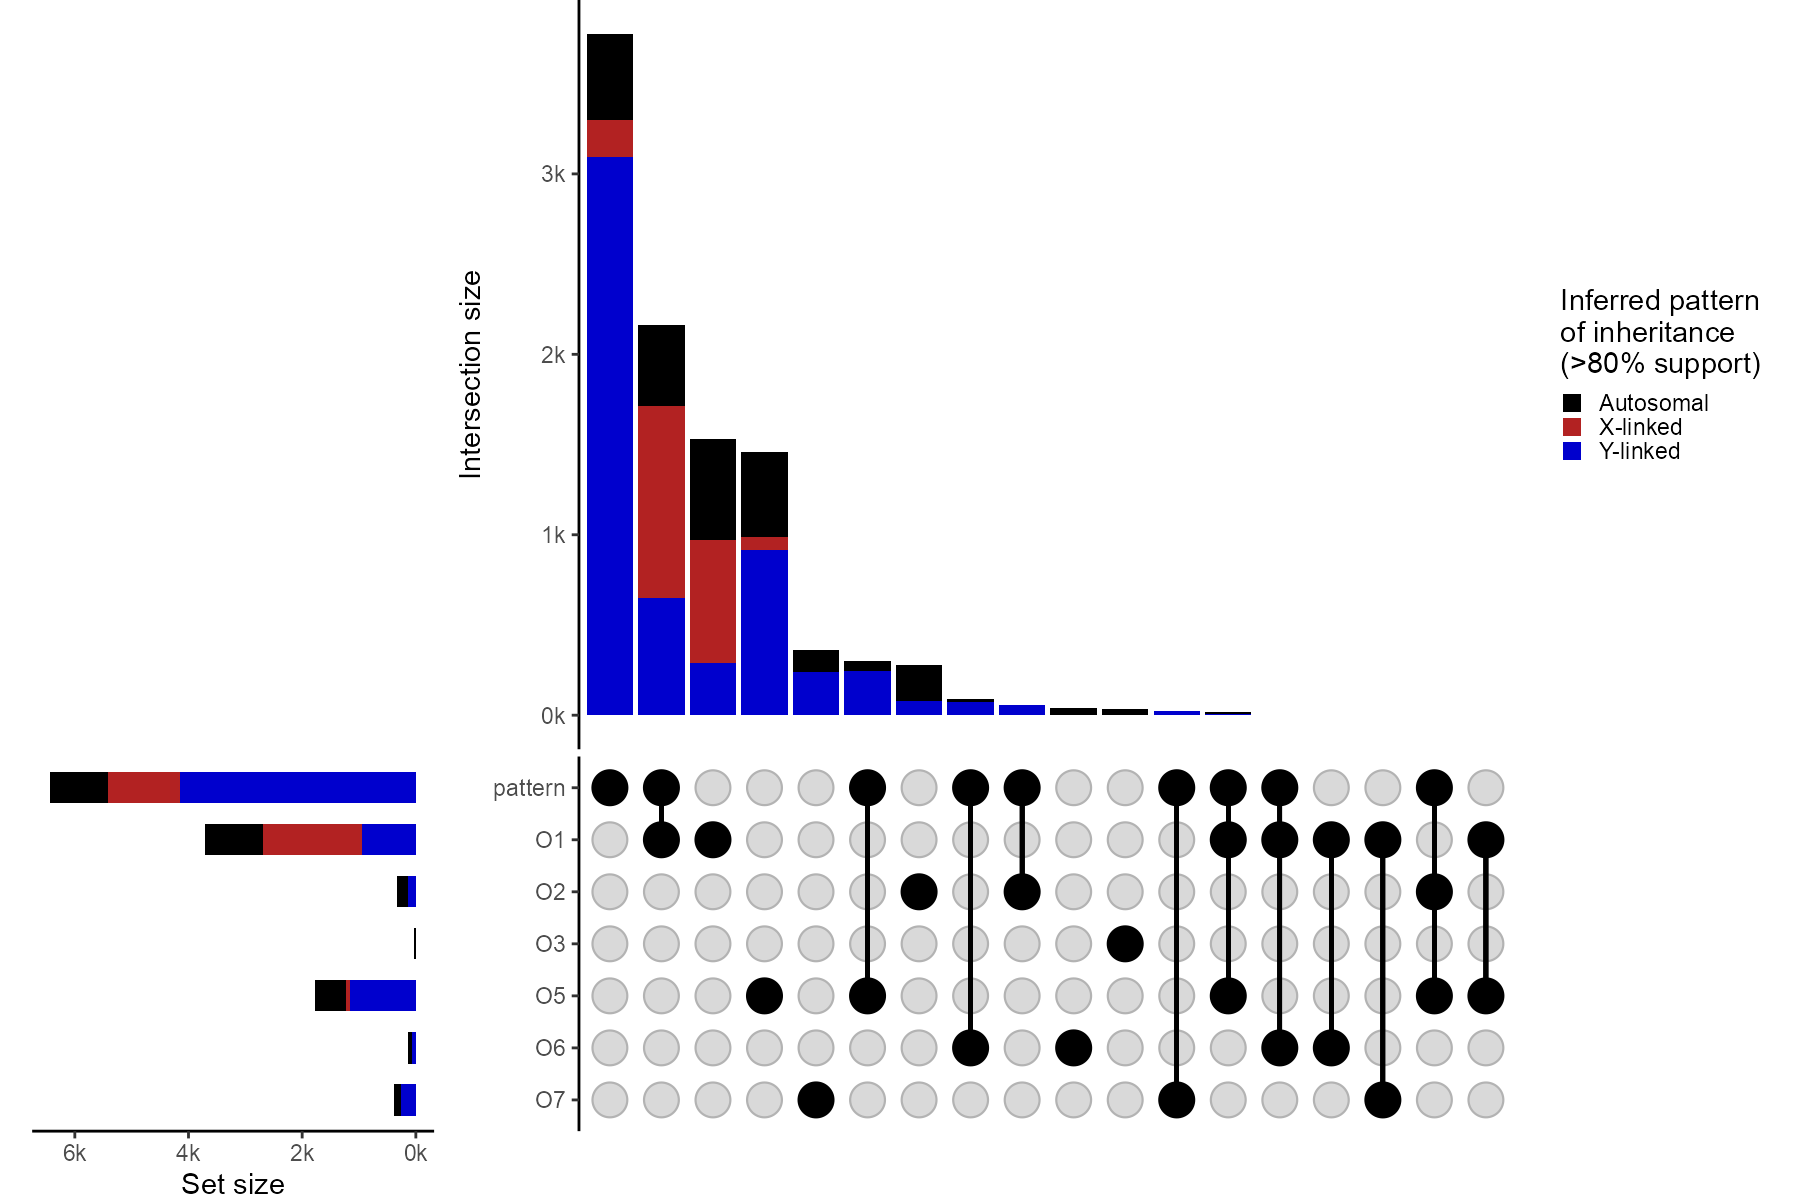 3k
2k
1k
0k
Intersection size
Inferred pattern
of inheritance
(>80% support)
Autosomal
X-linked
Y-linked
pattern
O1
O2
O3
O5
O6
O7
6k 4k 2k 0k
Set size